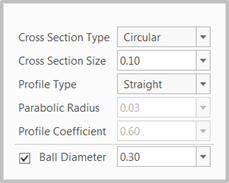 Cross Section Type Circular
Cross Section Size 0.10
Profile Type Straight
Parabolic Radius 0.03
Profile Coefficient 0.60
Ball Diameter 0.30